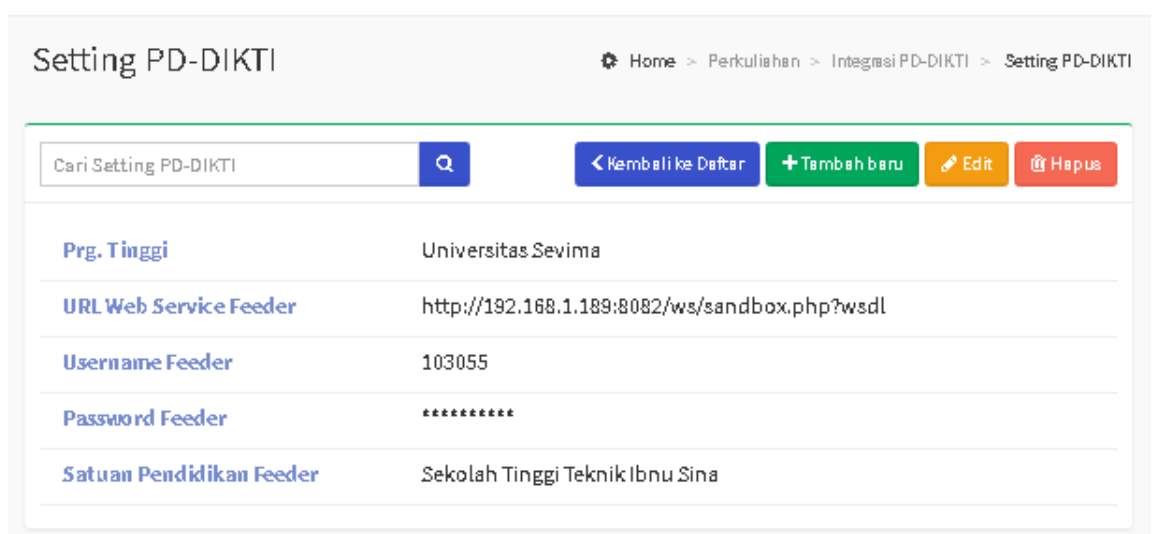 Setting PD-DIKTI
Home > Perkuliahan > Integrasi PD-DIKTI > Setting PD-DIKTI
Cari Setting PD-DIKTI
Kembali ke Daftar
Tambah baru
Edit
Hapus
Prg. Tinggi Universitas Sevima
URL Web Service Feeder http://192.168.1.189:8082/ws/sandbox.php?wsdl
Username Feeder 103055
Password Feeder **********
Satuan Pendidikan Feeder Sekolah Tinggi Teknik Ibnu Sina